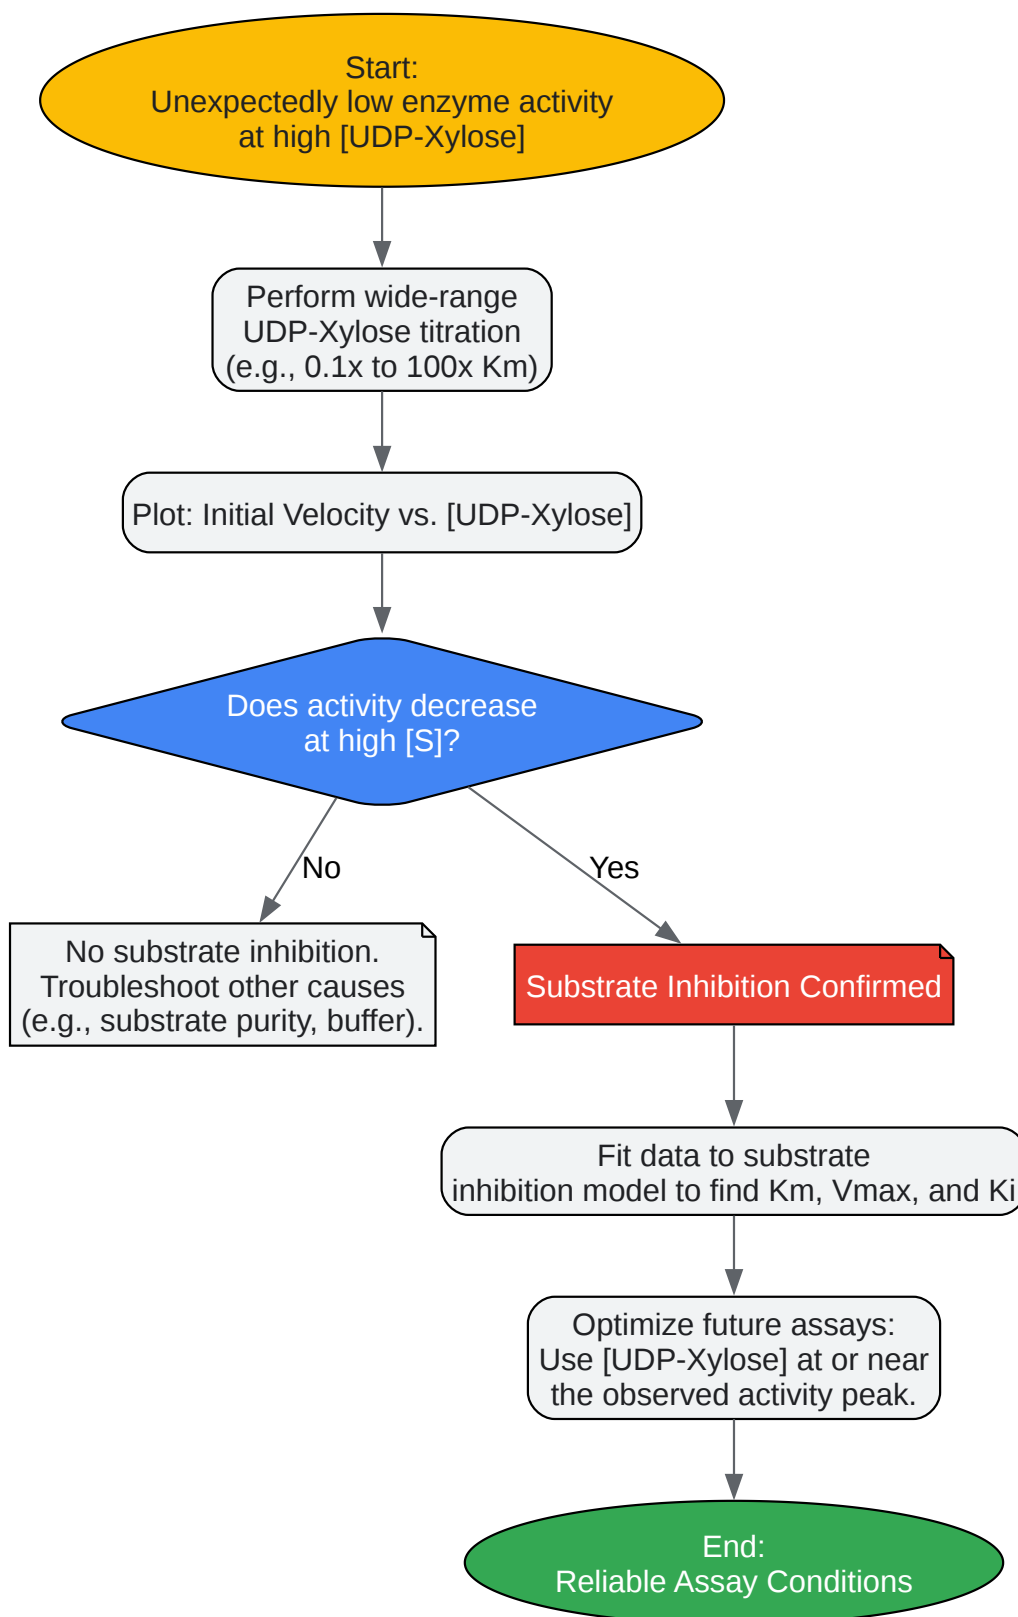 Start:
Unexpectedly low enzyme activity
at high [UDP-Xylose]
Perform wide-range
UDP-Xylose titration
(e.g., 0.1x to 100x Km)
Plot: Initial Velocity vs. [UDP-Xylose]
Does activity decrease
at high [S]?
No
Yes
No substrate inhibition.
Troubleshoot other causes
(e.g., substrate purity, buffer).
Substrate Inhibition Confirmed
Fit data to substrate
inhibition model to find Km, Vmax, and Ki
Optimize future assays:
Use [UDP-Xylose] at or near
the observed activity peak.
End:
Reliable Assay Conditions